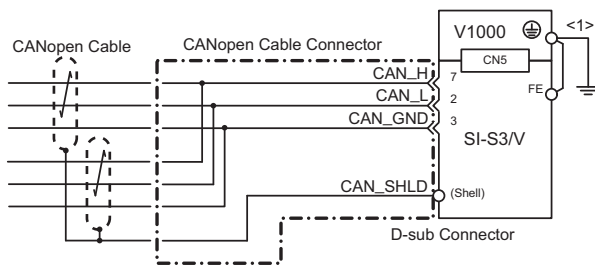 V1000
<1>
CANopen Cable
CANopen Cable Connector
CN5
CAN_H
7
FE
CAN_L
2
CAN_GND
3
SI-S3/V
CAN_SHLD
(Shell)
D-sub Connector